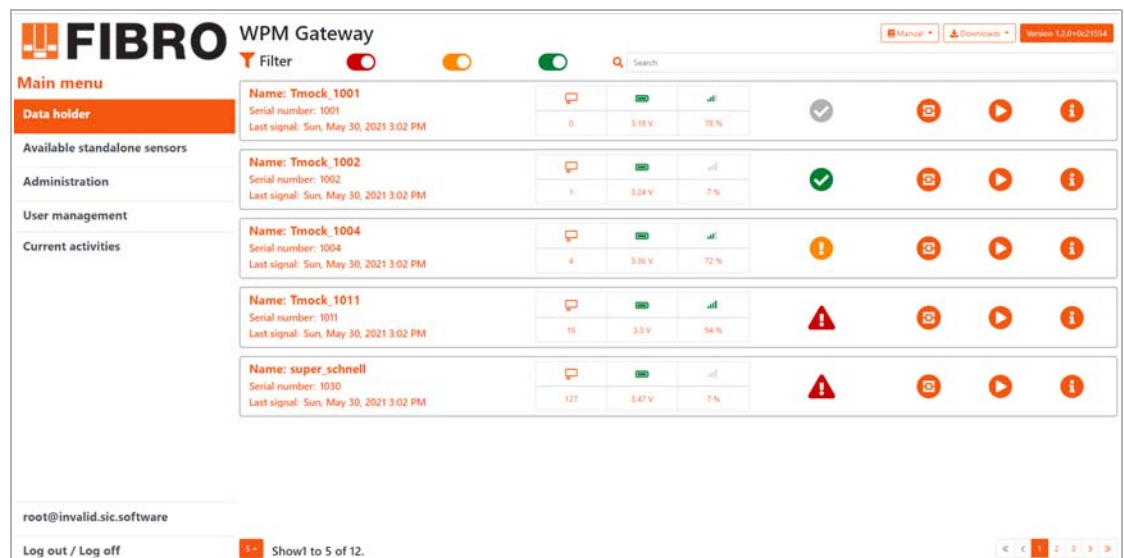 FIBRO
WPM Gateway
Manual
Downloads
Version 1.2.0+0c21554
Filter
Search
Main menu
Data holder
Available standalone sensors
Administration
User management
Current activities
Name: Tmock_1001
Serial number: 1001
Last signal: Sun, May 30, 2021 3:02 PM
0 3.18 V 78 %
Name: Tmock_1002
Serial number: 1002
Last signal: Sun, May 30, 2021 3:02 PM
1 3.24 V 7 %
Name: Tmock_1004
Serial number: 1004
Last signal: Sun, May 30, 2021 3:02 PM
4 3.36 V 72 %
Name: Tmock_1011
Serial number: 1011
Last signal: Sun, May 30, 2021 3:02 PM
16 3.3 V 94 %
Name: super_schnell
Serial number: 1030
Last signal: Sun, May 30, 2021 3:02 PM
127 3.47 V 7 %
root@invalid.sic.software
Log out / Log off
5 Show1 to 5 of 12.
« ‹ 1 2 3 › »